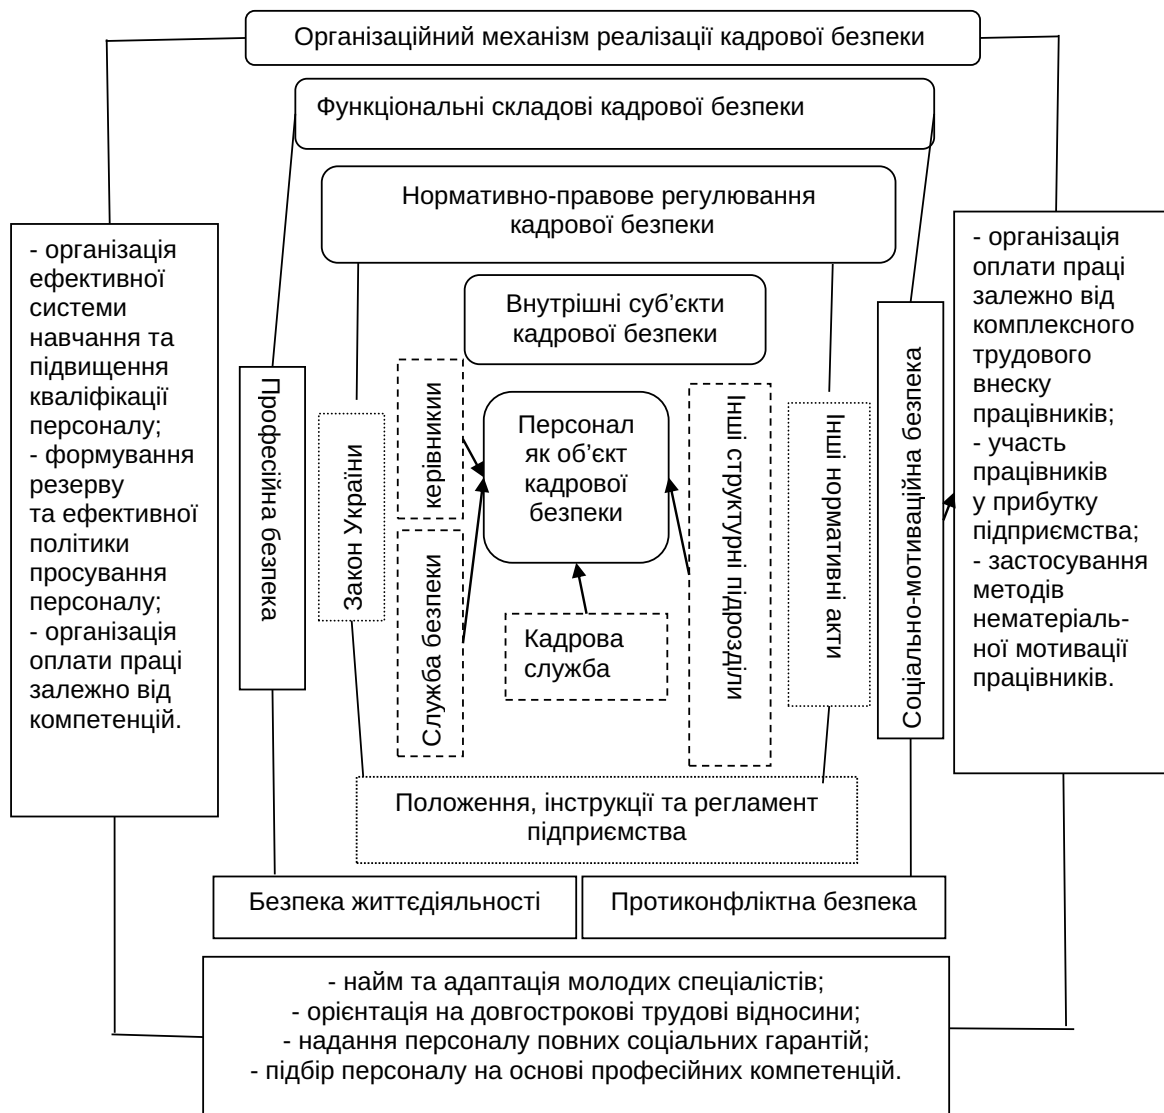 Організаційний механізм реалізації кадрової безпеки
Функціональні складові кадрової безпеки
Нормативно-правове регулювання
кадрової безпеки
Внутрішні суб’єкти
кадрової безпеки
- організація
ефективної
системи
навчання та
підвищення
кваліфікації
персоналу;
- формування
резерву
та ефективної
політики
просування
персоналу;
- організація
оплати праці
залежно від
компетенцій.
Професійна безпека
Закон України
керівникии
Служба безпеки
Персонал
як об’єкт
кадрової
безпеки
Кадрова
служба
Інші структурні підрозділи
Інші нормативні акти
Соціально-мотиваційна безпека
- організація
оплати праці
залежно від
комплексного
трудового
внеску
працівників;
- участь
працівників
у прибутку
підприємства;
- застосування
методів
нематеріаль-
ної мотивації
працівників.
Положення, інструкції та регламент
підприємства
Безпека життєдіяльності
Протиконфліктна безпека
- найм та адаптація молодих спеціалістів;
- орієнтація на довгострокові трудові відносини;
- надання персоналу повних соціальних гарантій;
- підбір персоналу на основі професійних компетенцій.